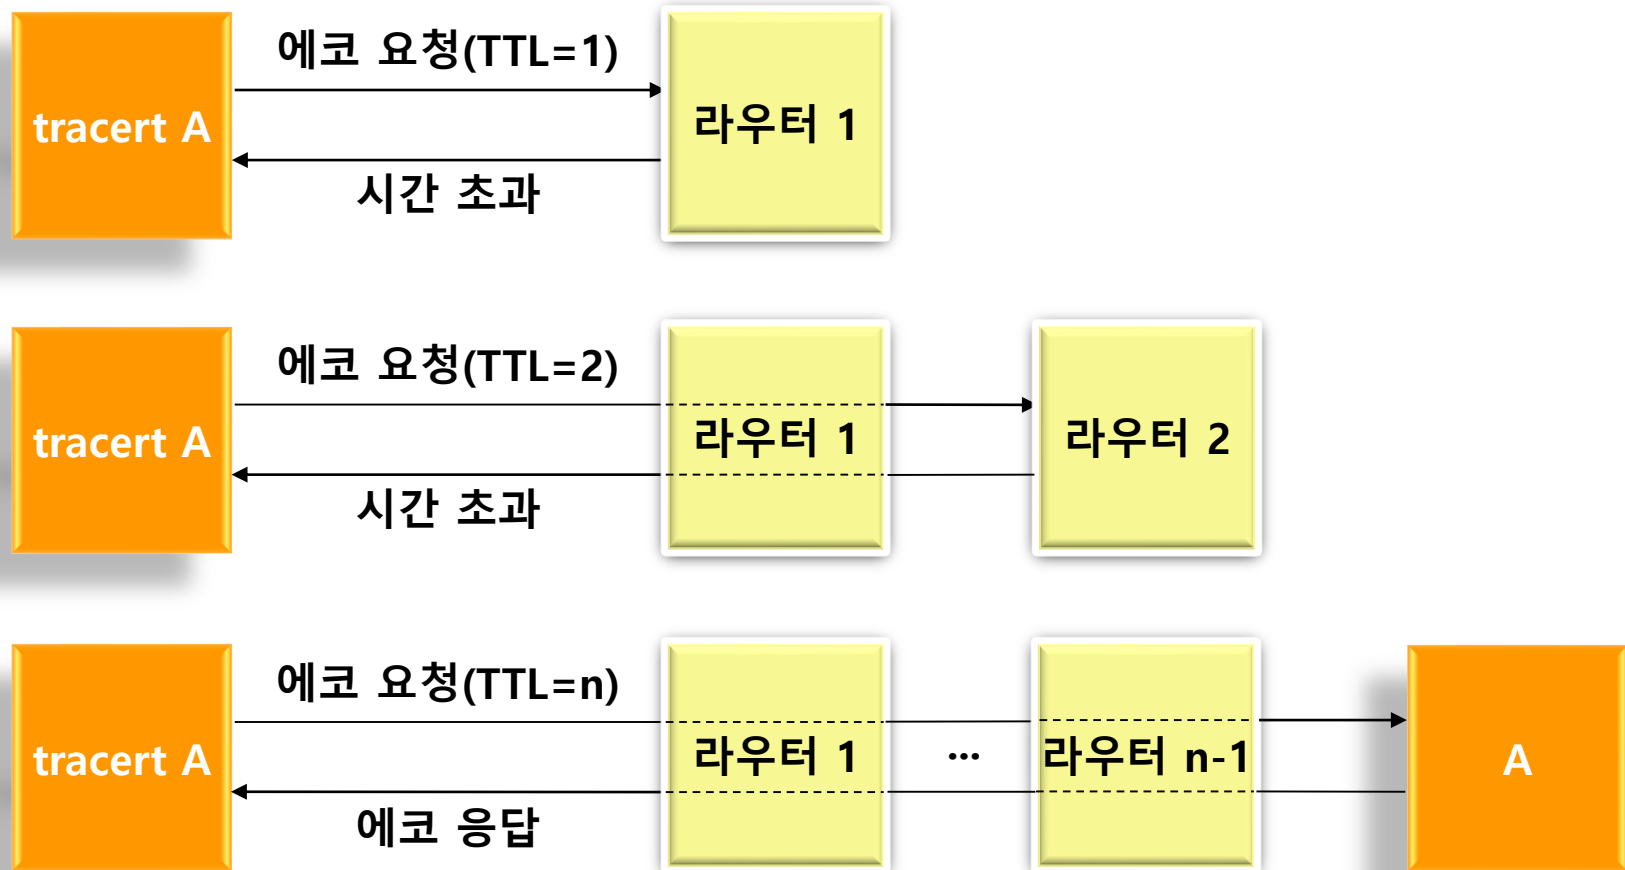 에코 요청(TTL=1)
tracert A
라우터 1
시간 초과
에코 요청(TTL=2)
tracert A
라우터 1
라우터 2
시간 초과
에코 요청(TTL=n)
tracert A
라우터 1
...
라우터 n-1
A
에코 응답